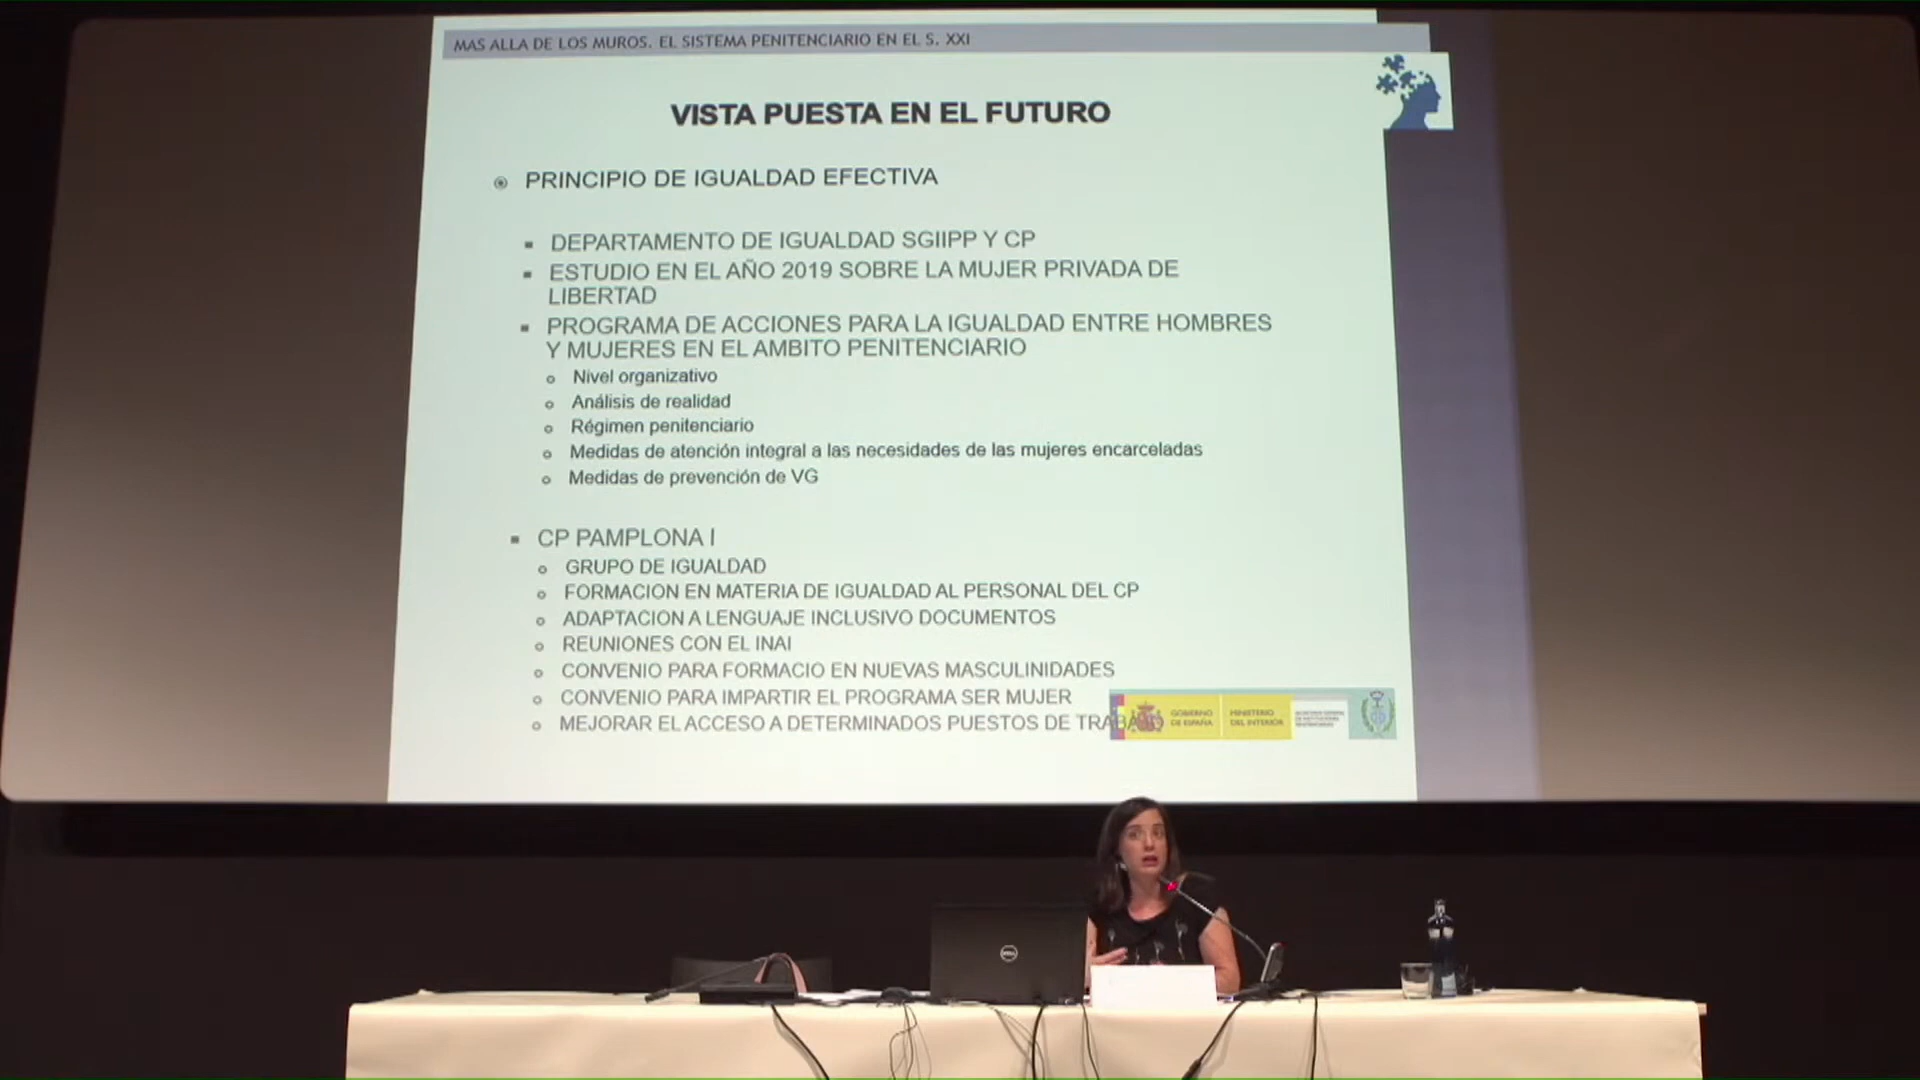 MAS ALLA DE LOS MUROS. EL SISTEMA PENITENCIARIO EN EL S. XXI
VISTA PUESTA EN EL FUTURO
PRINCIPIO DE IGUALDAD EFECTIVA
DEPARTAMENTO DE IGUALDAD SGIIPP Y CP
ESTUDIO EN EL AÑO 2019 SOBRE LA MUJER PRIVADA DE
LIBERTAD
PROGRAMA DE ACCIONES PARA LA IGUALDAD ENTRE HOMBRES
Y MUJERES EN EL AMBITO PENITENCIARIO
Nivel organizativo
Análisis de realidad
Régimen penitenciario
Medidas de atención integral a las necesidades de las mujeres encarceladas
Medidas de prevención de VG
CP PAMPLONA I
GRUPO DE IGUALDAD
FORMACION EN MATERIA DE IGUALDAD AL PERSONAL DEL CP
ADAPTACION A LENGUAJE INCLUSIVO DOCUMENTOS
REUNIONES CON EL INAI
CONVENIO PARA FORMACIO EN NUEVAS MASCULINIDADES
CONVENIO PARA IMPARTIR EL PROGRAMA SER MUJER
MEJORAR EL ACCESO A DETERMINADOS PUESTOS DE TRABAJO
GOBIERNO
DE ESPAÑA
MINISTERIO
DEL INTERIOR
DELL